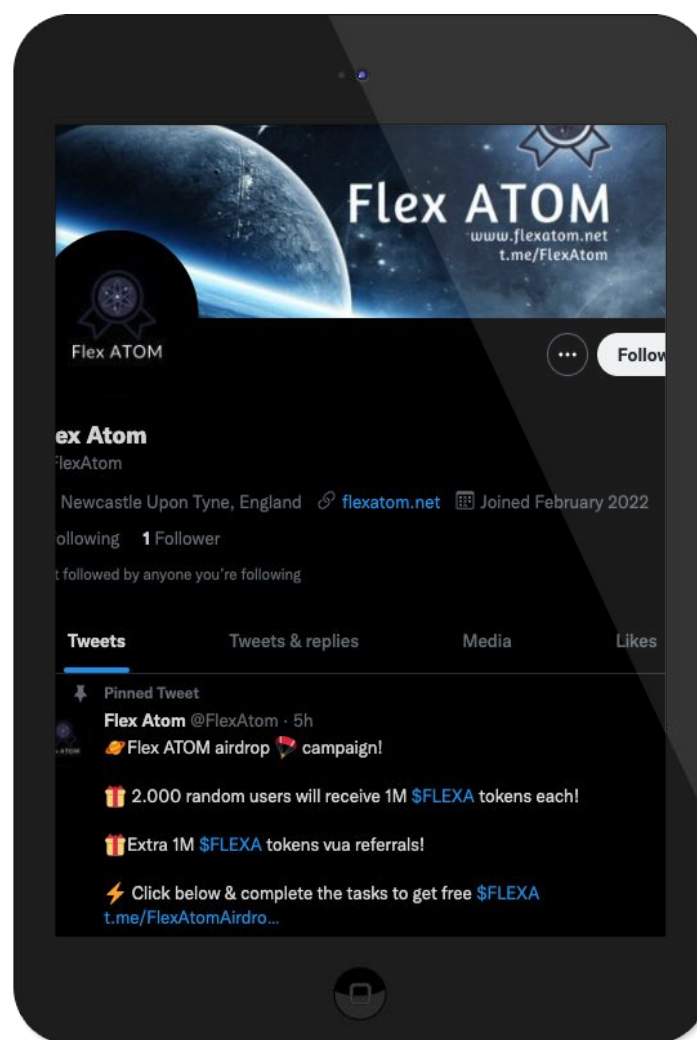 Flex ATOM
www.flexatom.net
t.me/FlexAtom
Flex ATOM
Follow
ex Atom
FlexAtom
Newcastle Upon Tyne, England flexatom.net Joined February 2022
ollowing 1 Follower
t followed by anyone you're following
Tweets Tweets & replies Media Likes
Pinned Tweet
Flex Atom @FlexAtom · 5h
🪐Flex ATOM airdrop 🪂 campaign!
🎁 2.000 random users will receive 1M $FLEXA tokens each!
🎁Extra 1M $FLEXA tokens vua referrals!
⚡ Click below & complete the tasks to get free $FLEXA
t.me/FlexAtomAirdro...